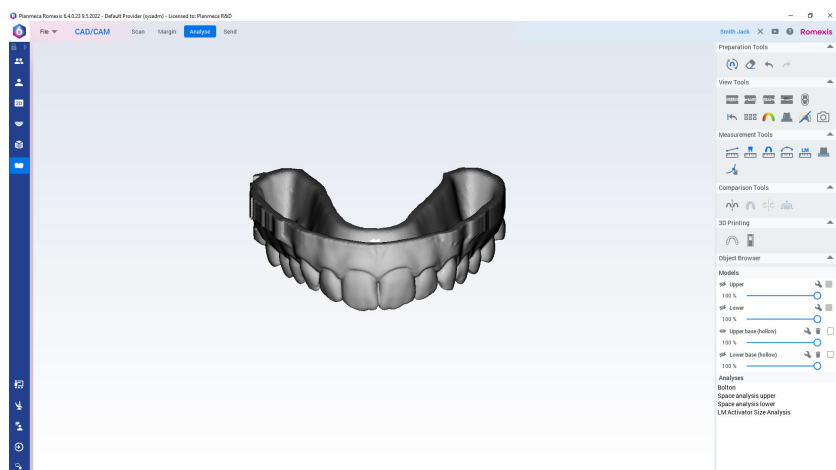 Planmeca Romexis 6.4.0.23 9.5.2022 - Default Provider (sysadm) - Licensed to: Planmeca R&D
File CAD/CAM Scan Margin Analyse Send Smith Jack Romexis
Preparation Tools
View Tools
Measurement Tools
LM
Comparison Tools
3D Printing
Object Browser
Models
Upper
100 %
Lower
100 %
Upper base (hollow)
100 %
Lower base (hollow)
100 %
Analyses
Bolton
Space analysis upper
Space analysis lower
LM Activator Size Analysis
2D